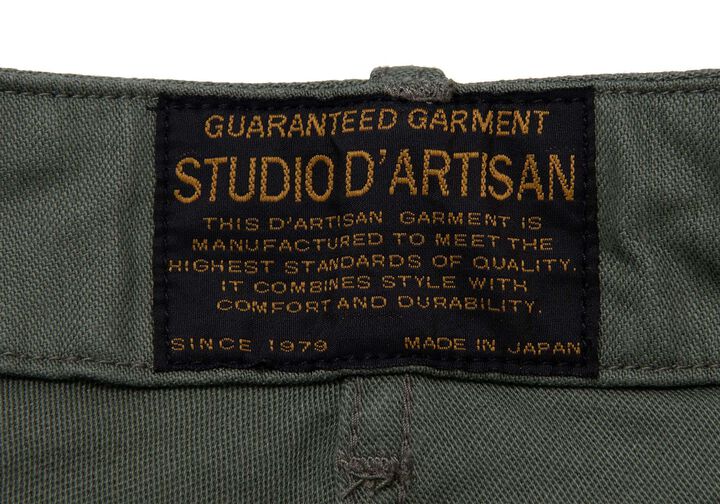 GUARANTEED GARMENT
STUDIO D'ARTISAN
THIS D'ARTISAN GARMENT IS
MANUFACTURED TO MEET THE
HIGHEST STANDARDS OF QUALITY.
IT COMBINES STYLE WITH
COMFORT AND DURABILITY.
SINCE 1979 MADE IN JAPAN